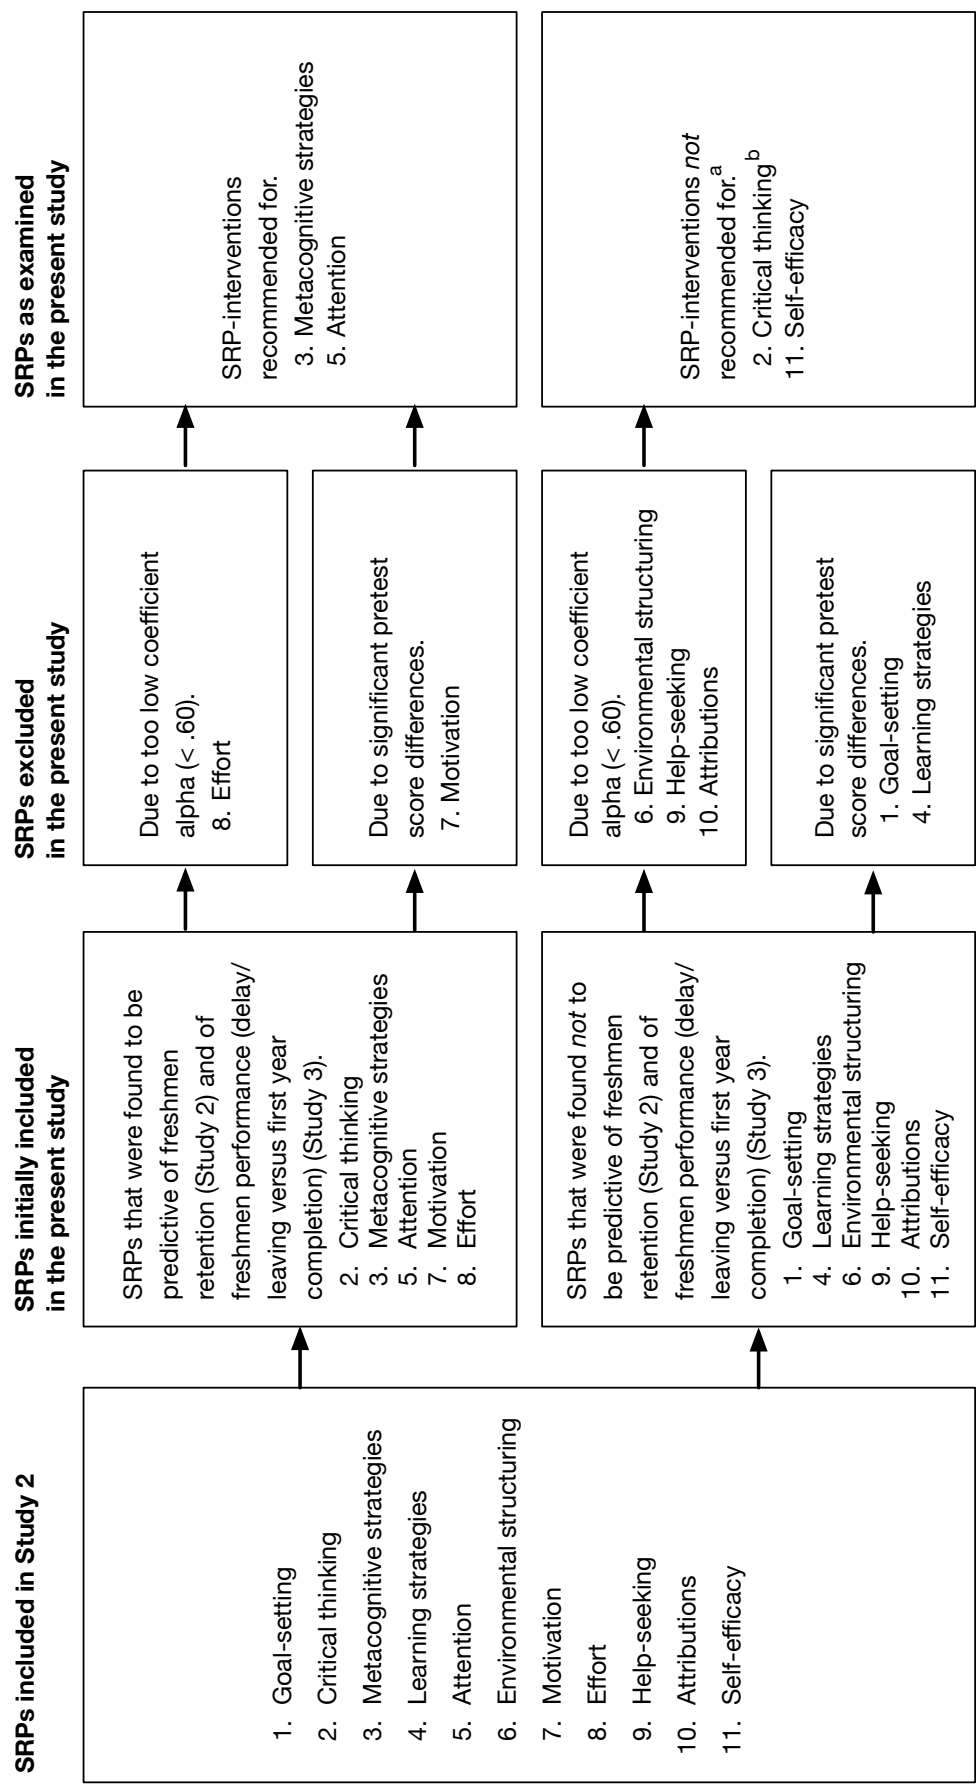 SRPs included in Study 2
1. Goal-setting
2. Critical thinking
3. Metacognitive strategies
4. Learning strategies
5. Attention
6. Environmental structuring
7. Motivation
8. Effort
9. Help-seeking
10. Attributions
11. Self-efficacy
SRPs initially included
in the present study
SRPs that were found to be
predictive of freshmen
retention (Study 2) and of
freshmen performance (delay/
leaving versus first year
completion) (Study 3).
2. Critical thinking
3. Metacognitive strategies
5. Attention
7. Motivation
8. Effort
SRPs that were found not to
be predictive of freshmen
retention (Study 2) and of
freshmen performance (delay/
leaving versus first year
completion) (Study 3).
1. Goal-setting
4. Learning strategies
6. Environmental structuring
9. Help-seeking
10. Attributions
11. Self-efficacy
SRPs excluded
in the present study
Due to too low coefficient
alpha (< .60).
8. Effort
Due to significant pretest
score differences.
7. Motivation
Due to too low coefficient
alpha (< .60).
6. Environmental structuring
9. Help-seeking
10. Attributions
Due to significant pretest
score differences.
1. Goal-setting
4. Learning strategies
SRPs as examined
in the present study
SRP-interventions
recommended for.
3. Metacognitive strategies
5. Attention
SRP-interventions not
recommended for.a
2. Critical thinking b
11. Self-efficacy